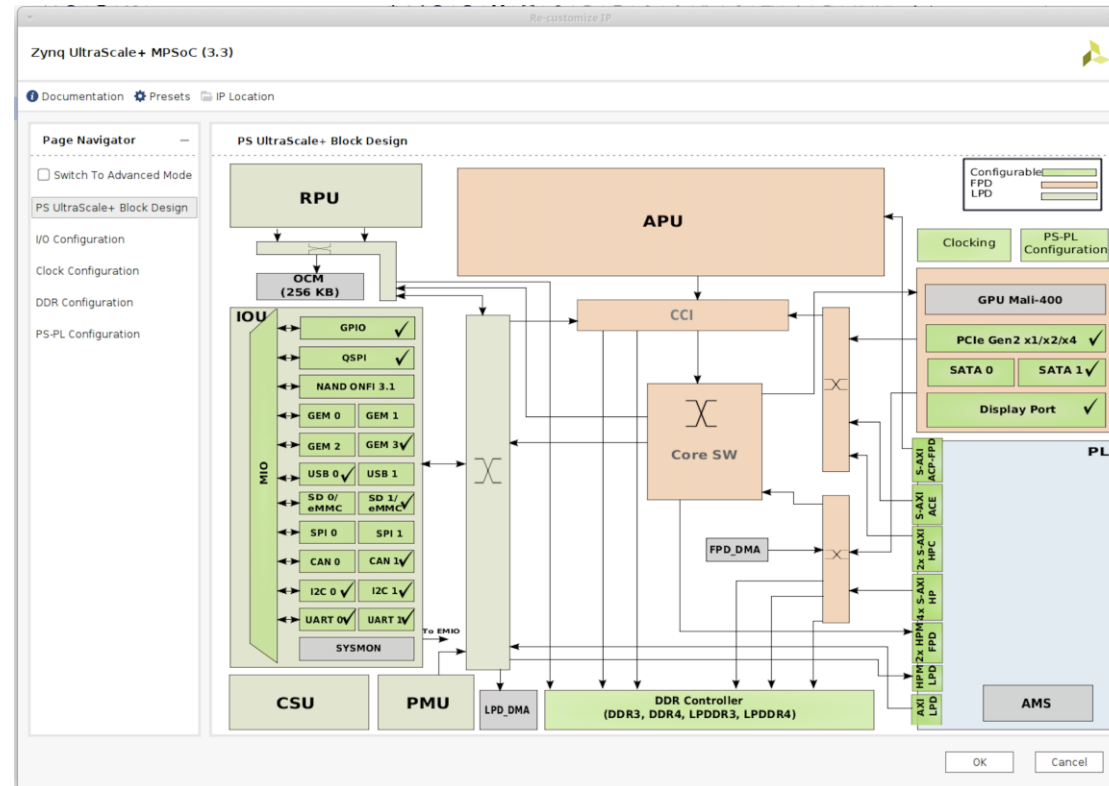 Re-customize IP
Zynq UltraScale+ MPSoC (3.3)
Documentation Presets IP Location
Page Navigator
Switch To Advanced Mode
PS UltraScale+ Block Design
I/O Configuration
Clock Configuration
DDR Configuration
PS-PL Configuration
PS UltraScale+ Block Design
Configurable
FPD
LPD
RPU
APU
Clocking
PS-PL
Configuration
OCM
(256 KB)
CCI
GPU Mali-400
PCIe Gen2 x1/x2/x4
SATA 0 SATA 1
Display Port
IOU
MIO
GPIO
QSPI
NAND ONFI 3.1
GEM 0 GEM 1
GEM 2 GEM 3
USB 0 USB 1
SD 0/
eMMC
SD 1/
eMMC
SPI 0 SPI 1
CAN 0 CAN 1
I2C 0 I2C 1
UART 0 UART 1
SYSMON
To EMIO
Core SW
FPD_DMA
PL
S-AXI
ACP-FPD
S-AXI
ACE
2x S-AXI
HPC
4x S-AXI
HP
2x HPM
FPD
HPM
LPD
AXI
LPD
CSU
PMU
LPD_DMA
DDR Controller
(DDR3, DDR4, LPDDR3, LPDDR4)
AMS
OK Cancel